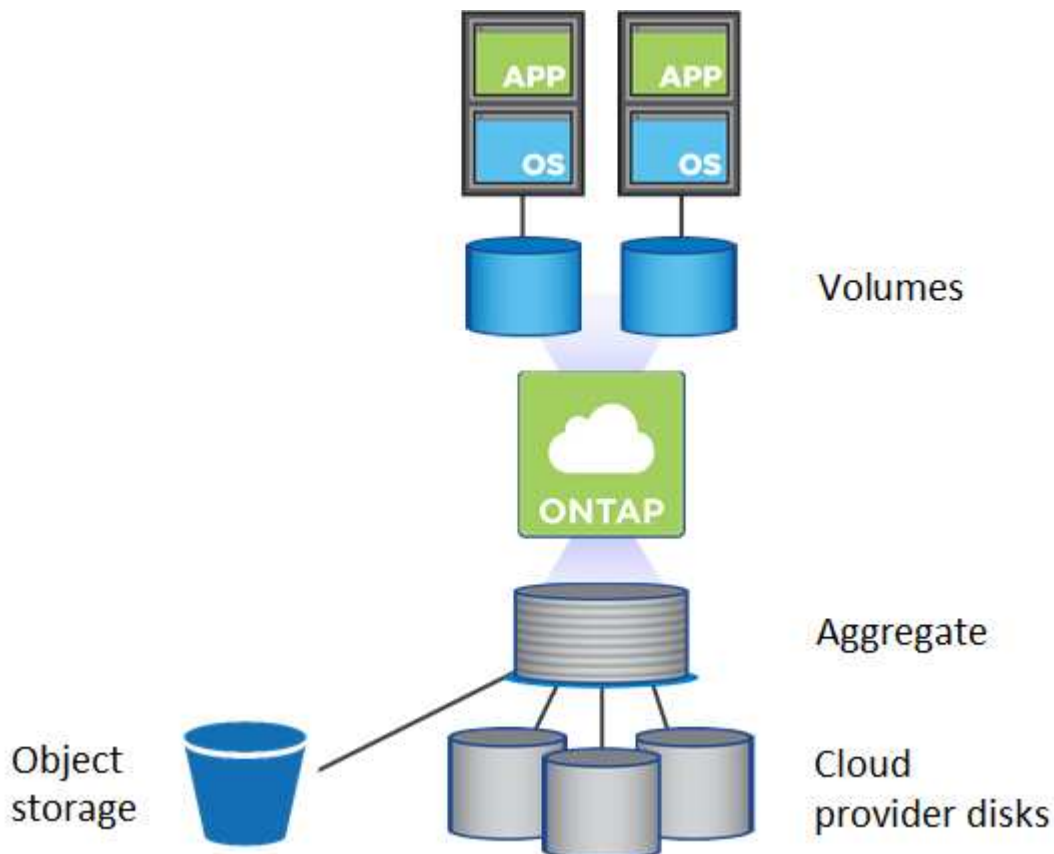 APP
APP
OS
OS
Volumes
ONTAP
Aggregate
Object
storage
Cloud
provider disks